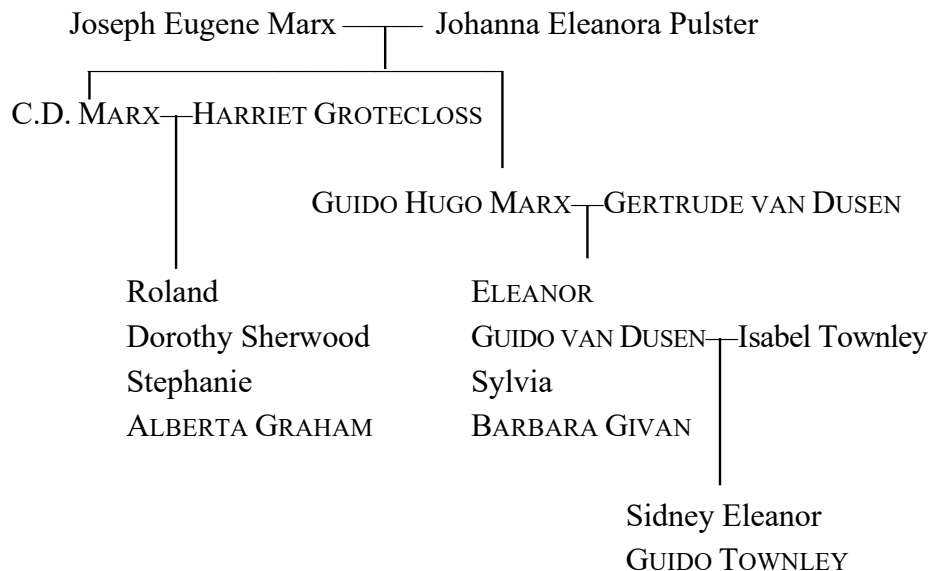 Joseph Eugene Marx Johanna Eleanora Pulster
C.D. MARX HARRIET GROTECLOSS
GUIDO HUGO MARX GERTRUDE VAN DUSEN
Roland ELEANOR
Dorothy Sherwood GUIDO VAN DUSEN Isabel Townley
Stephanie Sylvia
ALBERTA GRAHAM BARBARA GIVAN
Sidney Eleanor
GUIDO TOWNLEY